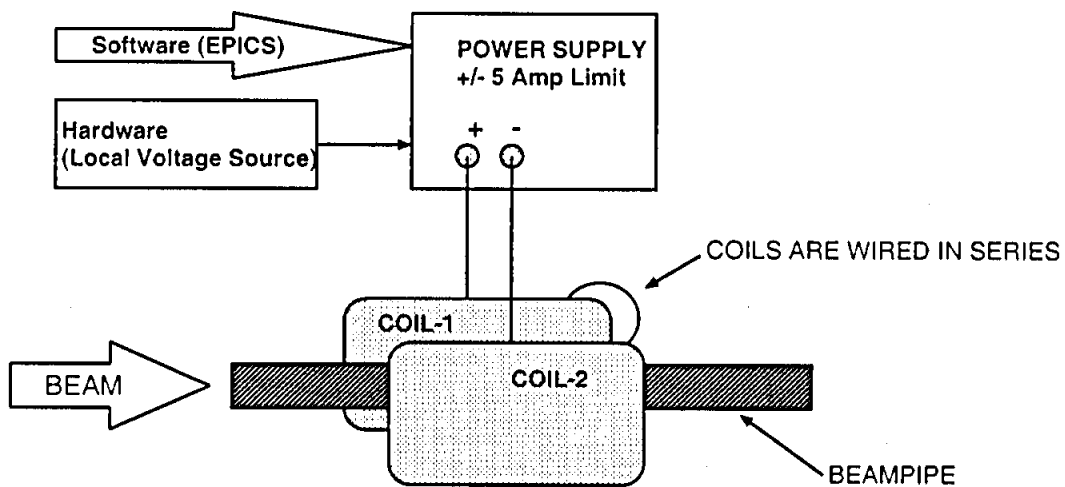 Software (EPICS)
POWER SUPPLY
+/- 5 Amp Limit
Hardware
(Local Voltage Source)
+ -
COILS ARE WIRED IN SERIES
COIL-1
BEAM
COIL-2
BEAMPIPE